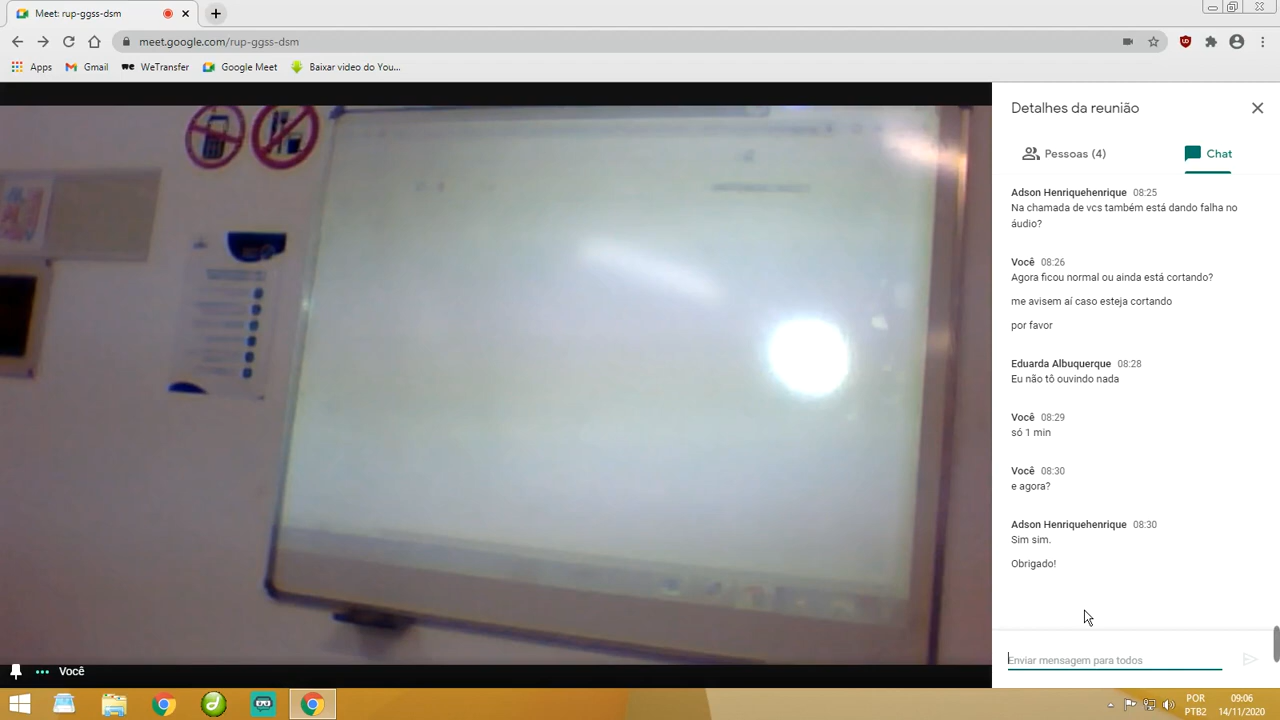 Meet: rup-ggss-dsm
meet.google.com/rup-ggss-dsm
Apps Gmail WeTransfer Google Meet Baixar video do You...
Detalhes da reunião
Pessoas (4) Chat
Adson Henriquehenrique 08:25
Na chamada de vcs também está dando falha no
áudio?
Você 08:26
Agora ficou normal ou ainda está cortando?
me avisem aí caso esteja cortando
por favor
Eduarda Albuquerque 08:28
Eu não tô ouvindo nada
Você 08:29
só 1 min
Você 08:30
e agora?
Adson Henriquehenrique 08:30
Sim sim.
Obrigado!
Enviar mensagem para todos
Você
POR 09:06
PTB2 14/11/2020